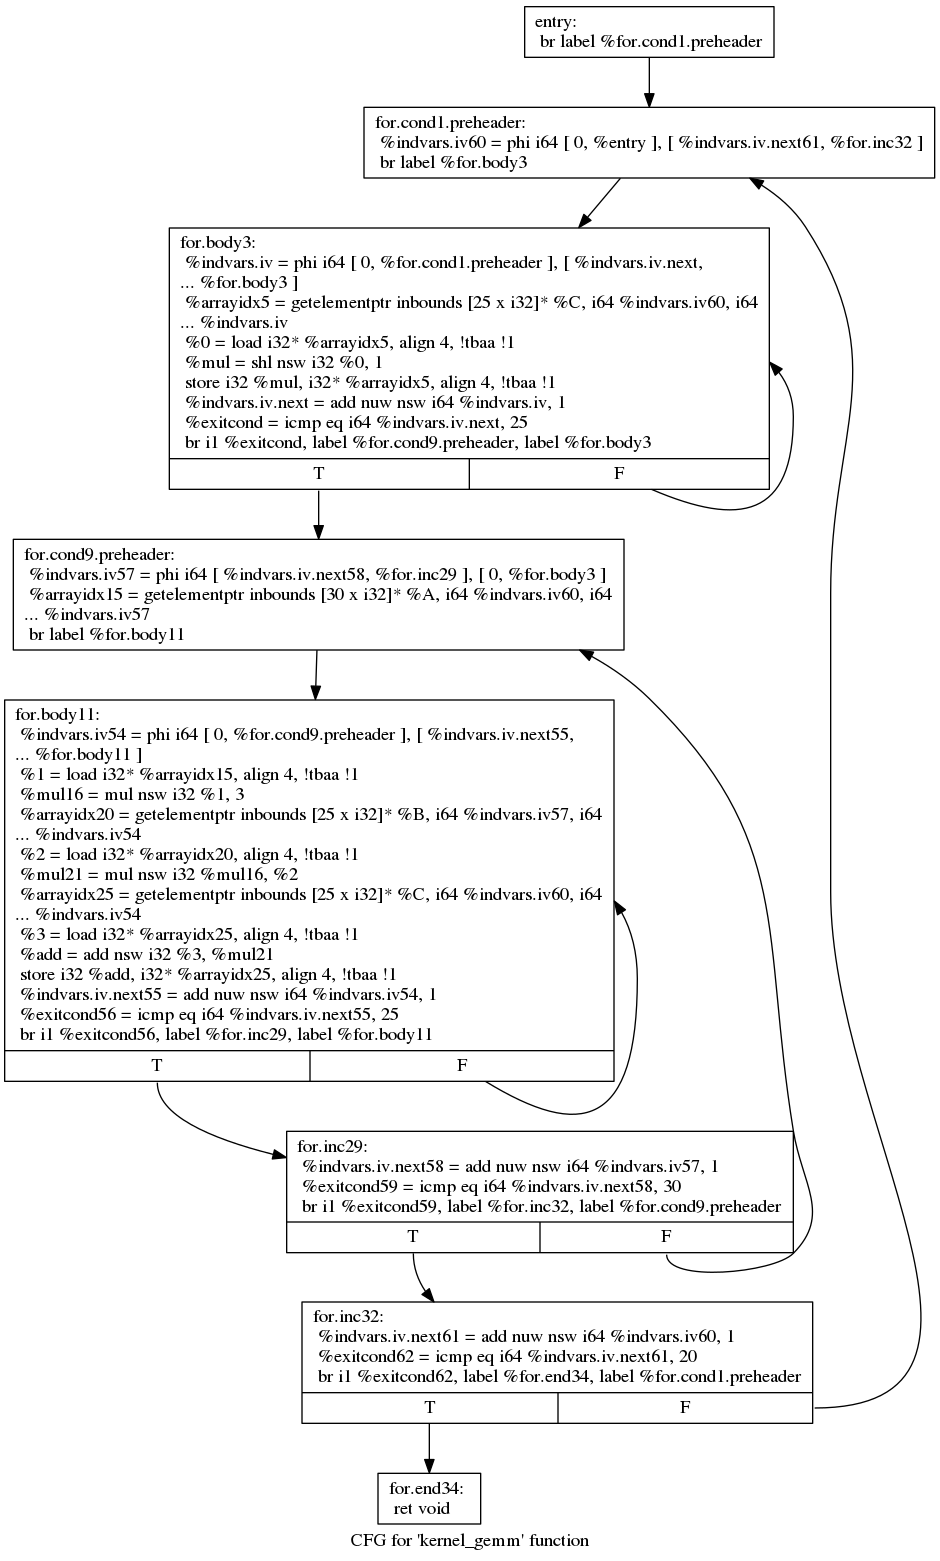 entry:
br label %for.cond1.preheader
for.cond1.preheader:
%indvars.iv60 = phi i64 [ 0, %entry ], [ %indvars.iv.next61, %for.inc32 ]
br label %for.body3
for.body3:
%indvars.iv = phi i64 [ 0, %for.cond1.preheader ], [ %indvars.iv.next,
... %for.body3 ]
%arrayidx5 = getelementptr inbounds [25 x i32]* %C, i64 %indvars.iv60, i64
... %indvars.iv
%0 = load i32* %arrayidx5, align 4, !tbaa !1
%mul = shl nsw i32 %0, 1
store i32 %mul, i32* %arrayidx5, align 4, !tbaa !1
%indvars.iv.next = add nuw nsw i64 %indvars.iv, 1
%exitcond = icmp eq i64 %indvars.iv.next, 25
br i1 %exitcond, label %for.cond9.preheader, label %for.body3
T
F
for.cond9.preheader:
%indvars.iv57 = phi i64 [ %indvars.iv.next58, %for.inc29 ], [ 0, %for.body3 ]
%arrayidx15 = getelementptr inbounds [30 x i32]* %A, i64 %indvars.iv60, i64
... %indvars.iv57
br label %for.body11
for.body11:
%indvars.iv54 = phi i64 [ 0, %for.cond9.preheader ], [ %indvars.iv.next55,
... %for.body11 ]
%1 = load i32* %arrayidx15, align 4, !tbaa !1
%mul16 = mul nsw i32 %1, 3
%arrayidx20 = getelementptr inbounds [25 x i32]* %B, i64 %indvars.iv57, i64
... %indvars.iv54
%2 = load i32* %arrayidx20, align 4, !tbaa !1
%mul21 = mul nsw i32 %mul16, %2
%arrayidx25 = getelementptr inbounds [25 x i32]* %C, i64 %indvars.iv60, i64
... %indvars.iv54
%3 = load i32* %arrayidx25, align 4, !tbaa !1
%add = add nsw i32 %3, %mul21
store i32 %add, i32* %arrayidx25, align 4, !tbaa !1
%indvars.iv.next55 = add nuw nsw i64 %indvars.iv54, 1
%exitcond56 = icmp eq i64 %indvars.iv.next55, 25
br i1 %exitcond56, label %for.inc29, label %for.body11
T
F
for.inc29:
%indvars.iv.next58 = add nuw nsw i64 %indvars.iv57, 1
%exitcond59 = icmp eq i64 %indvars.iv.next58, 30
br i1 %exitcond59, label %for.inc32, label %for.cond9.preheader
T
F
for.inc32:
%indvars.iv.next61 = add nuw nsw i64 %indvars.iv60, 1
%exitcond62 = icmp eq i64 %indvars.iv.next61, 20
br i1 %exitcond62, label %for.end34, label %for.cond1.preheader
T
F
for.end34:
ret void
CFG for 'kernel_gemm' function